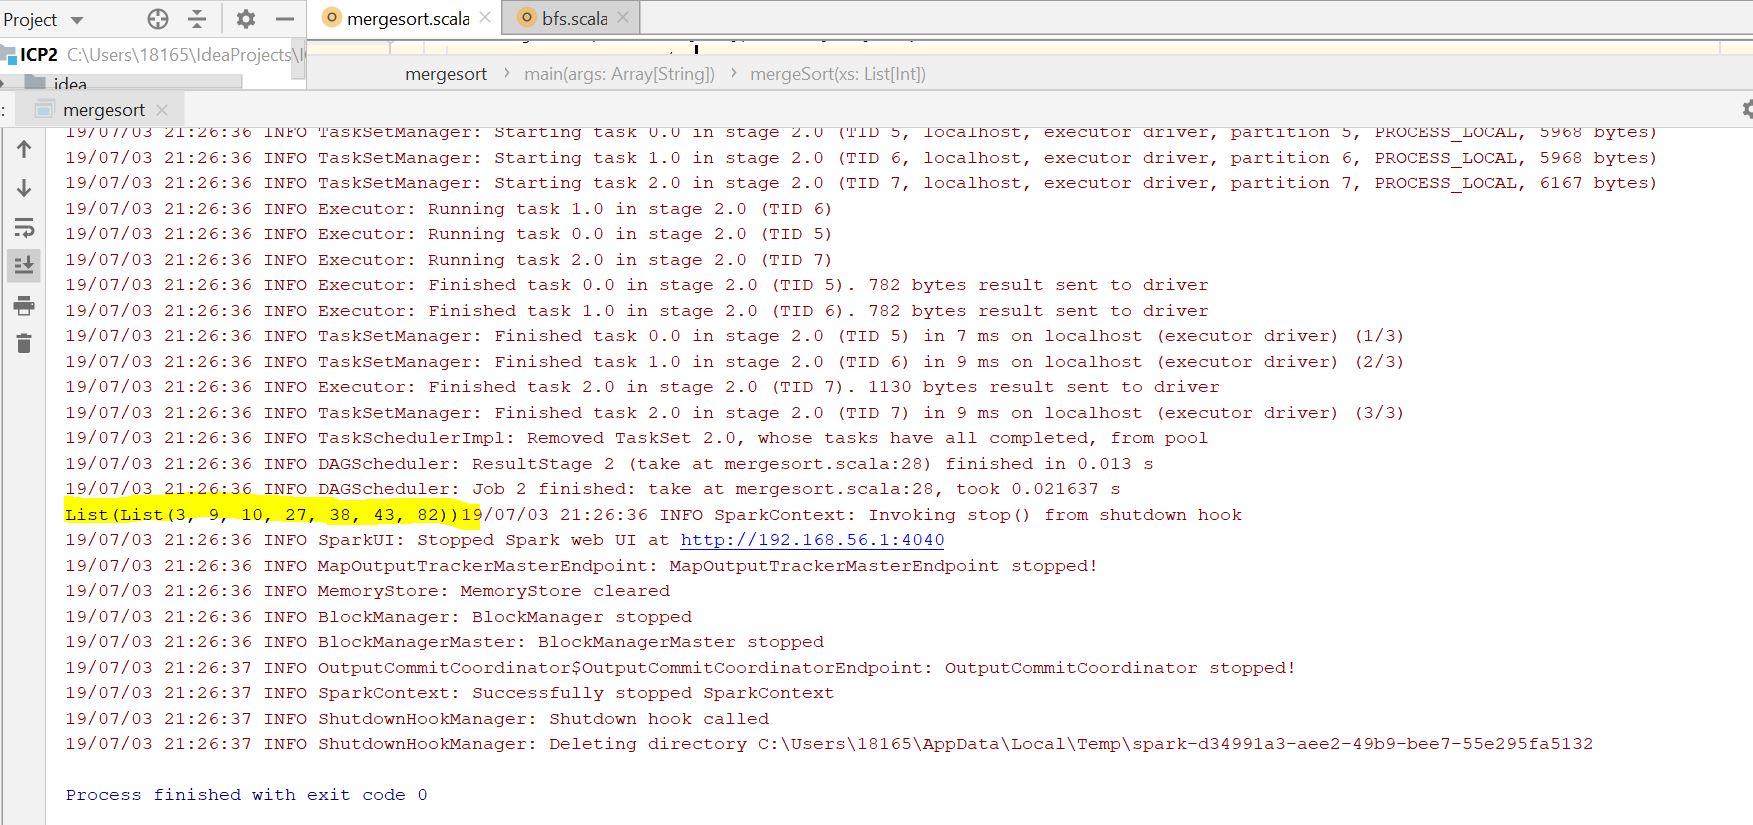 Project
mergesort.scala
bfs.scala
ICP2 C:\Users\18165\IdeaProjects\I
idea
mergesort > main(args: Array[String]) > mergeSort(xs: List[Int])
: mergesort
19/07/03 21:26:36 INFO TaskSetManager: Starting task 0.0 in stage 2.0 (TID 5, localhost, executor driver, partition 5, PROCESS_LOCAL, 5968 bytes)
19/07/03 21:26:36 INFO TaskSetManager: Starting task 1.0 in stage 2.0 (TID 6, localhost, executor driver, partition 6, PROCESS_LOCAL, 5968 bytes)
19/07/03 21:26:36 INFO TaskSetManager: Starting task 2.0 in stage 2.0 (TID 7, localhost, executor driver, partition 7, PROCESS_LOCAL, 6167 bytes)
19/07/03 21:26:36 INFO Executor: Running task 1.0 in stage 2.0 (TID 6)
19/07/03 21:26:36 INFO Executor: Running task 0.0 in stage 2.0 (TID 5)
19/07/03 21:26:36 INFO Executor: Running task 2.0 in stage 2.0 (TID 7)
19/07/03 21:26:36 INFO Executor: Finished task 0.0 in stage 2.0 (TID 5). 782 bytes result sent to driver
19/07/03 21:26:36 INFO Executor: Finished task 1.0 in stage 2.0 (TID 6). 782 bytes result sent to driver
19/07/03 21:26:36 INFO TaskSetManager: Finished task 0.0 in stage 2.0 (TID 5) in 7 ms on localhost (executor driver) (1/3)
19/07/03 21:26:36 INFO TaskSetManager: Finished task 1.0 in stage 2.0 (TID 6) in 9 ms on localhost (executor driver) (2/3)
19/07/03 21:26:36 INFO Executor: Finished task 2.0 in stage 2.0 (TID 7). 1130 bytes result sent to driver
19/07/03 21:26:36 INFO TaskSetManager: Finished task 2.0 in stage 2.0 (TID 7) in 9 ms on localhost (executor driver) (3/3)
19/07/03 21:26:36 INFO TaskSchedulerImpl: Removed TaskSet 2.0, whose tasks have all completed, from pool
19/07/03 21:26:36 INFO DAGScheduler: ResultStage 2 (take at mergesort.scala:28) finished in 0.013 s
19/07/03 21:26:36 INFO DAGScheduler: Job 2 finished: take at mergesort.scala:28, took 0.021637 s
List(List(3, 9, 10, 27, 38, 43, 82))19/07/03 21:26:36 INFO SparkContext: Invoking stop() from shutdown hook
19/07/03 21:26:36 INFO SparkUI: Stopped Spark web UI at http://192.168.56.1:4040
19/07/03 21:26:36 INFO MapOutputTrackerMasterEndpoint: MapOutputTrackerMasterEndpoint stopped!
19/07/03 21:26:36 INFO MemoryStore: MemoryStore cleared
19/07/03 21:26:36 INFO BlockManager: BlockManager stopped
19/07/03 21:26:36 INFO BlockManagerMaster: BlockManagerMaster stopped
19/07/03 21:26:37 INFO OutputCommitCoordinator$OutputCommitCoordinatorEndpoint: OutputCommitCoordinator stopped!
19/07/03 21:26:37 INFO SparkContext: Successfully stopped SparkContext
19/07/03 21:26:37 INFO ShutdownHookManager: Shutdown hook called
19/07/03 21:26:37 INFO ShutdownHookManager: Deleting directory C:\Users\18165\AppData\Local\Temp\spark-d34991a3-aee2-49b9-bee7-55e295fa5132
Process finished with exit code 0